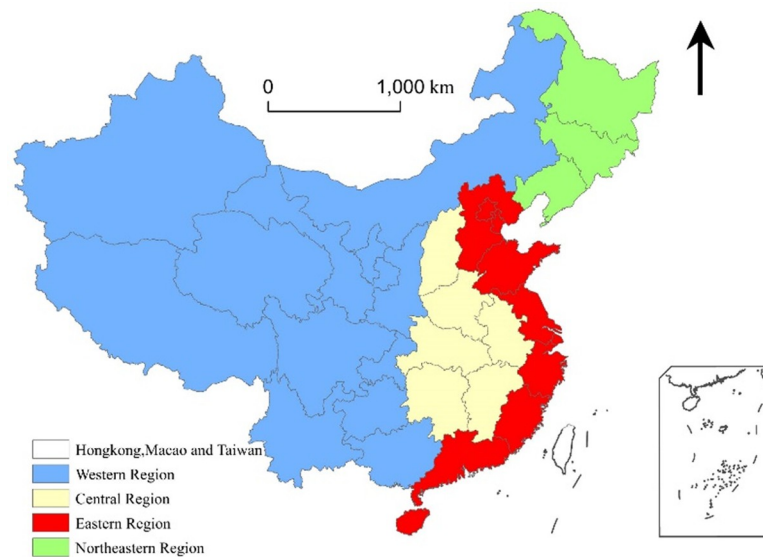 0 1,000 km
Hongkong,Macao and Taiwan
Western Region
Central Region
Eastern Region
Northeastern Region